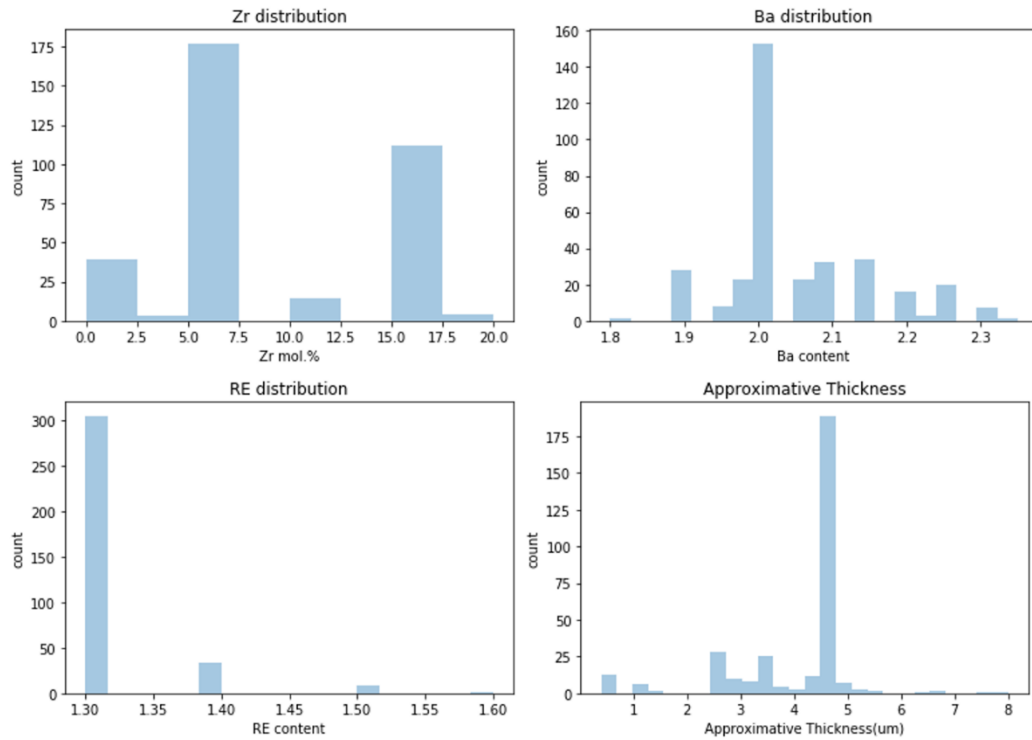 Zr distribution
175
150
125
100
75
50
25
0
count
0.0 2.5 5.0 7.5 10.0 12.5 15.0 17.5 20.0
Zr mol.%
Ba distribution
160
140
120
100
80
60
40
20
0
count
1.8 1.9 2.0 2.1 2.2 2.3
Ba content
RE distribution
300
250
200
150
100
50
0
count
1.30 1.35 1.40 1.45 1.50 1.55 1.60
RE content
Approximative Thickness
175
150
125
100
75
50
25
0
count
1 2 3 4 5 6 7 8
Approximative Thickness(um)